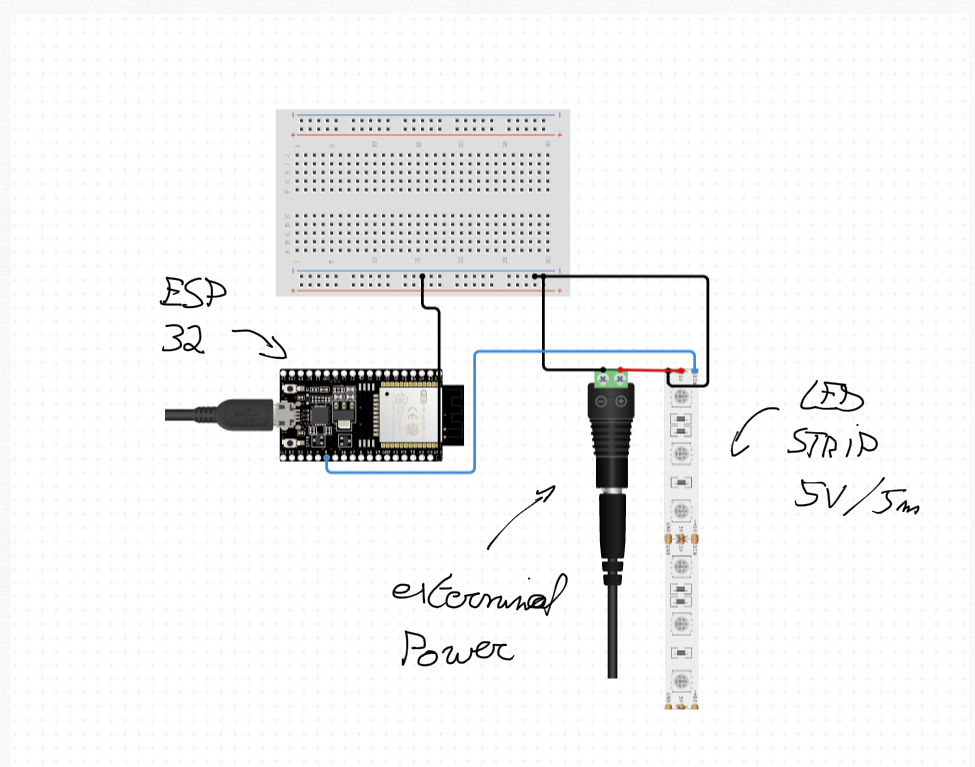 ESP
32
LED
STRIP
5V/5m
external
Power